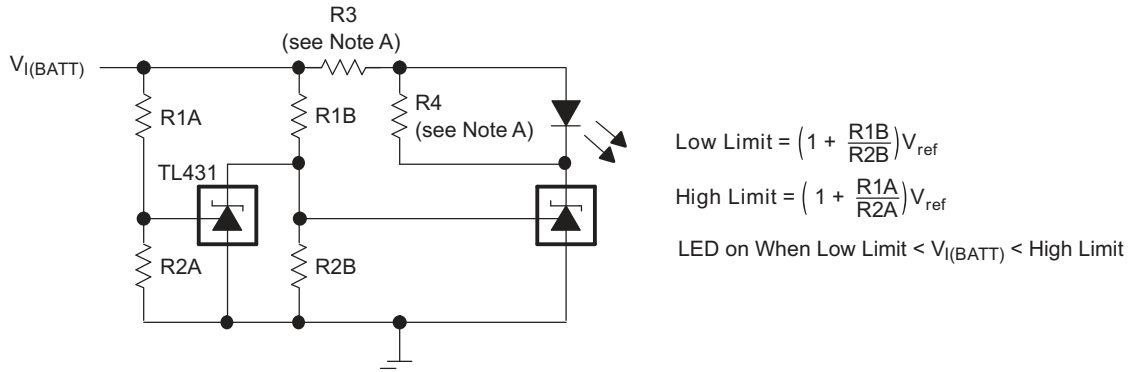 R3
(see Note A)
V_I(BATT)
R1A
R1B
R4
(see Note A)
TL431
R2A
R2B
Low Limit = (1 + R1B/R2B) V_ref
High Limit = (1 + R1A/R2A) V_ref
LED on When Low Limit < V_I(BATT) < High Limit